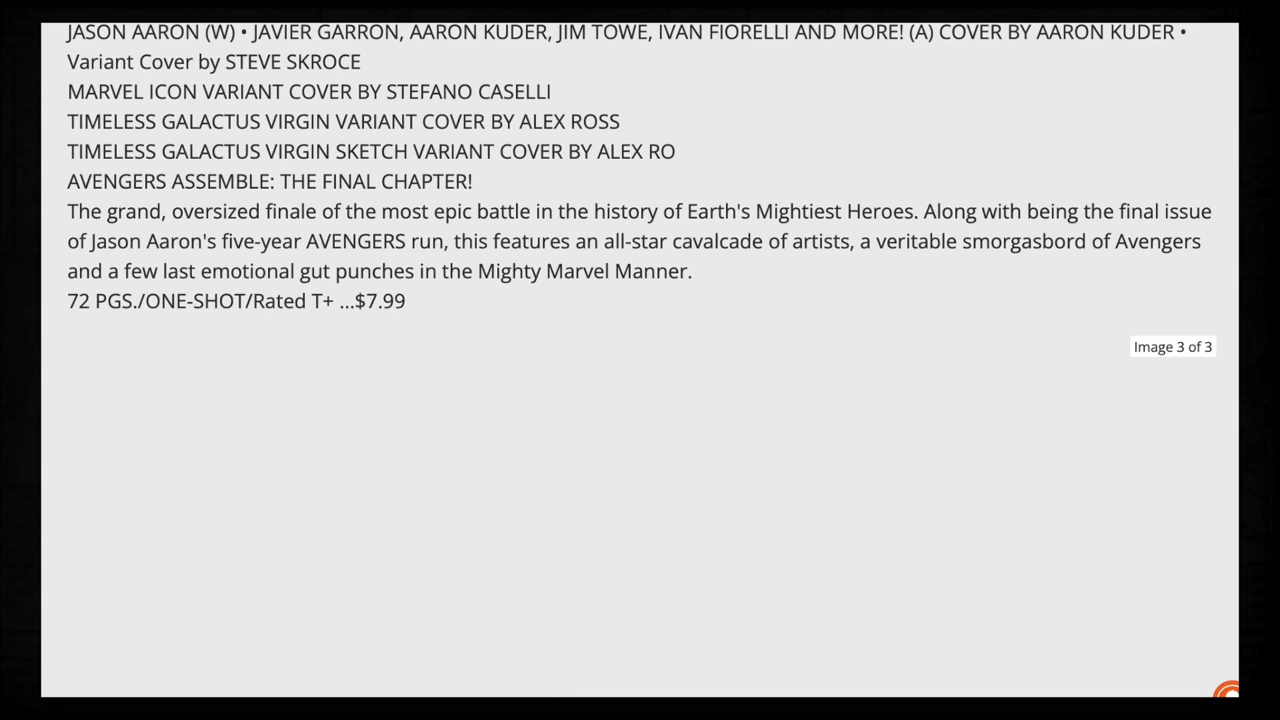 JASON AARON (W) • JAVIER GARRON, AARON KUDER, JIM TOWE, IVAN FIORELLI AND MORE! (A) COVER BY AARON KUDER •
Variant Cover by STEVE SKROCE
MARVEL ICON VARIANT COVER BY STEFANO CASELLI
TIMELESS GALACTUS VIRGIN VARIANT COVER BY ALEX ROSS
TIMELESS GALACTUS VIRGIN SKETCH VARIANT COVER BY ALEX RO
AVENGERS ASSEMBLE: THE FINAL CHAPTER!
The grand, oversized finale of the most epic battle in the history of Earth's Mightiest Heroes. Along with being the final issue
of Jason Aaron's five-year AVENGERS run, this features an all-star cavalcade of artists, a veritable smorgasbord of Avengers
and a few last emotional gut punches in the Mighty Marvel Manner.
72 PGS./ONE-SHOT/Rated T+ ...$7.99
Image 3 of 3